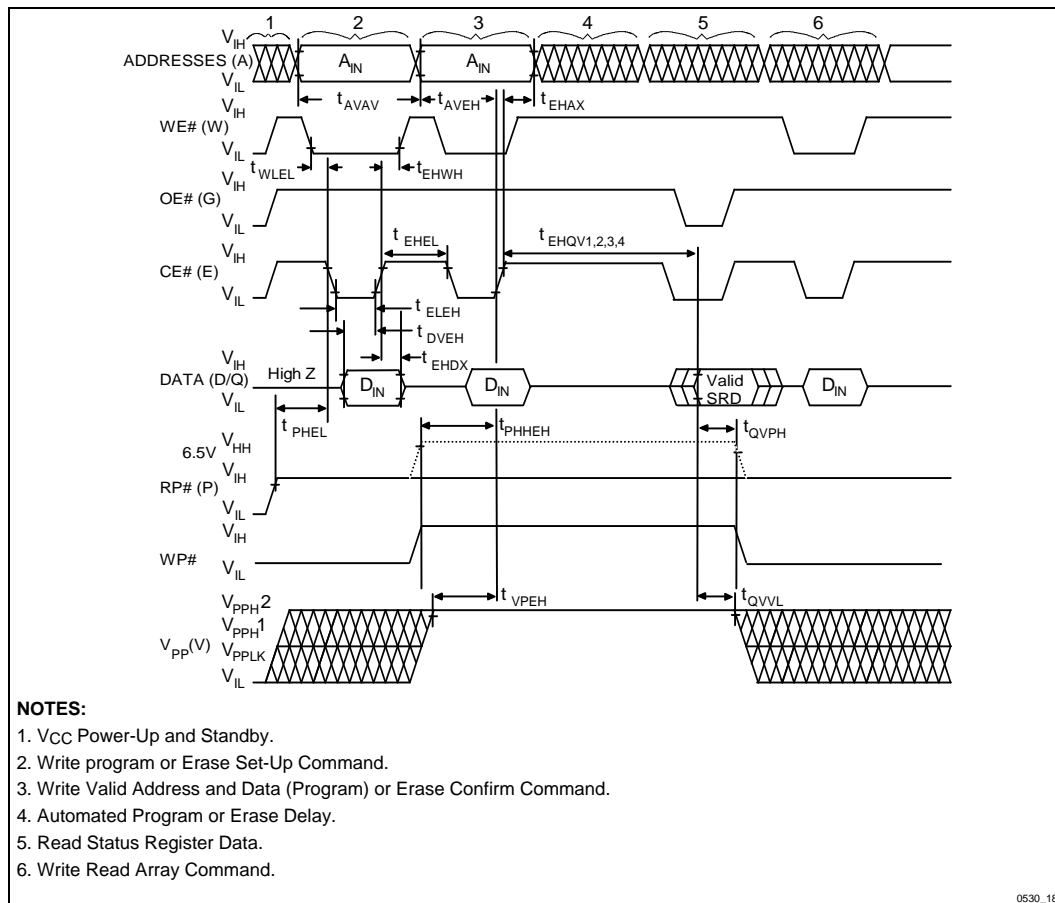 1 2 3 4 5 6
VIH
ADDRESSES (A)
VIL
AIN AIN
tAVAV tAVEH tEHAX
VIH
WE# (W)
VIL
tWLEL tEHWH
VIH
OE# (G)
VIL
tEHEL tEHQV1,2,3,4
VIH
CE# (E)
VIL
tELEH
tDVEH
tEHDX
VIH
DATA (D/Q)
VIL
High Z DIN DIN Valid SRD DIN
tPHEL tPHHEH tQVPH
6.5V VHH
VIH
RP# (P)
VIL
VIH
WP#
VIL
tVPEH tQVVL
VPPH2
VPPH1
VPP(V) VPPLK
VIL
NOTES:
1. VCC Power-Up and Standby.
2. Write program or Erase Set-Up Command.
3. Write Valid Address and Data (Program) or Erase Confirm Command.
4. Automated Program or Erase Delay.
5. Read Status Register Data.
6. Write Read Array Command.
0530_18